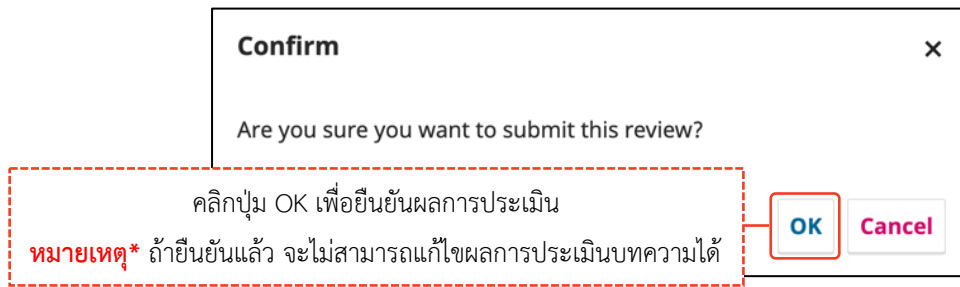 Confirm ×
Are you sure you want to submit this review?
คลิกปุ่ม OK เพื่อยืนยันผลการประเมิน
หมายเหตุ* ถ้ายืนยันแล้ว จะไม่สามารถแก้ไขผลการประเมินบทความได้
OK Cancel